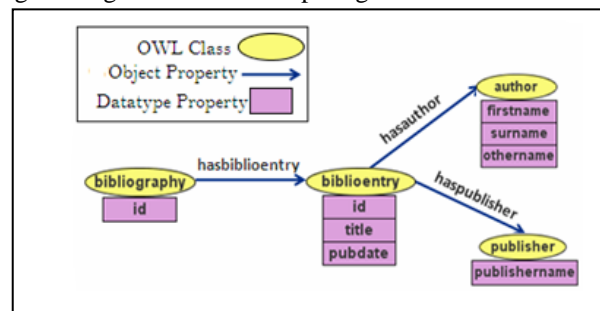 OWL Class
Object Property
Datatype Property
author
firstname
surname
othername
hasauthor
bibliography
id
hasbiblioentry
biblioentry
id
title
pubdate
haspublisher
publisher
publishername